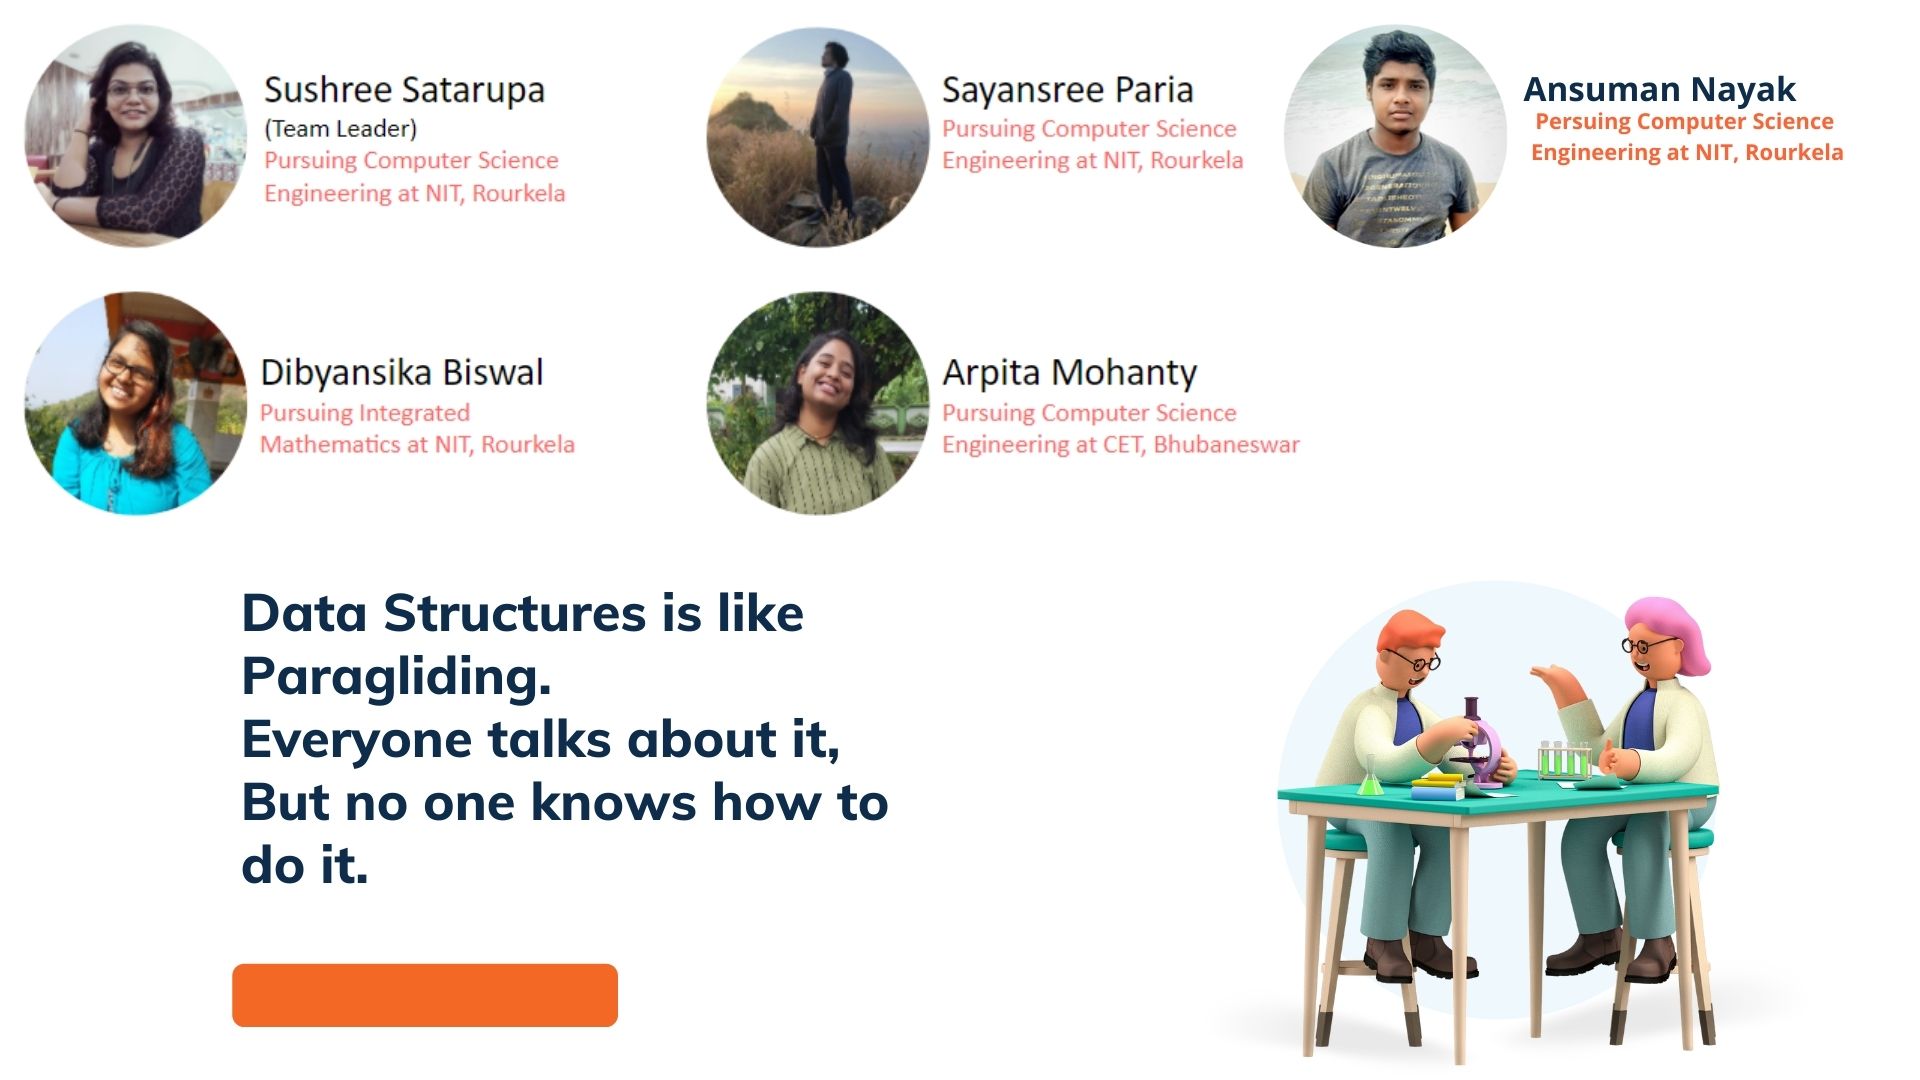 Sushree Satarupa
(Team Leader)
Pursuing Computer Science
Engineering at NIT, Rourkela
Sayansree Paria
Pursuing Computer Science
Engineering at NIT, Rourkela
Ansuman Nayak
Persuing Computer Science
Engineering at NIT, Rourkela
Dibyansika Biswal
Pursuing Integrated
Mathematics at NIT, Rourkela
Arpita Mohanty
Pursuing Computer Science
Engineering at CET, Bhubaneswar
Data Structures is like
Paragliding.
Everyone talks about it,
But no one knows how to
do it.